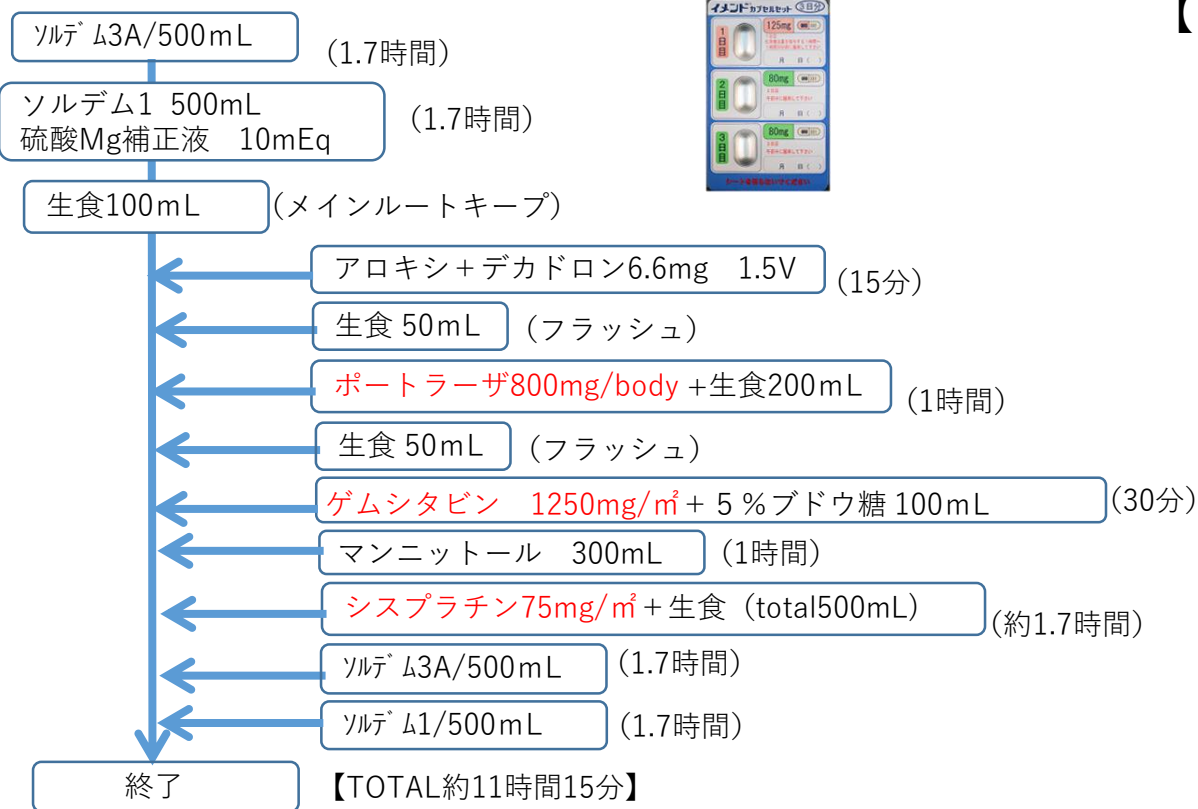 ｿﾙﾃﾞﾑ3A/500mL
(1.7時間)
ソルデム1 500mL
硫酸Mg補正液　10mEq
(1.7時間)
生食100mL
(メインルートキープ)
イメンド カプセルセット 3日分
1日目
125mg
月　日(　)
2日目
80mg
月　日(　)
3日目
80mg
月　日(　)
【
アロキシ＋デカドロン6.6mg　1.5V
(15分)
生食 50mL
(フラッシュ)
ポートラーザ800mg/body +生食200mL
(1時間)
生食 50mL
(フラッシュ)
ゲムシタビン　1250mg/㎡＋５％ブドウ糖 100mL
(30分)
マンニットール　300mL
(1時間)
シスプラチン75mg/㎡＋生食（total500mL）
(約1.7時間)
ｿﾙﾃﾞﾑ3A/500mL
(1.7時間)
ｿﾙﾃﾞﾑ1/500mL
(1.7時間)
終了
【TOTAL約11時間15分】